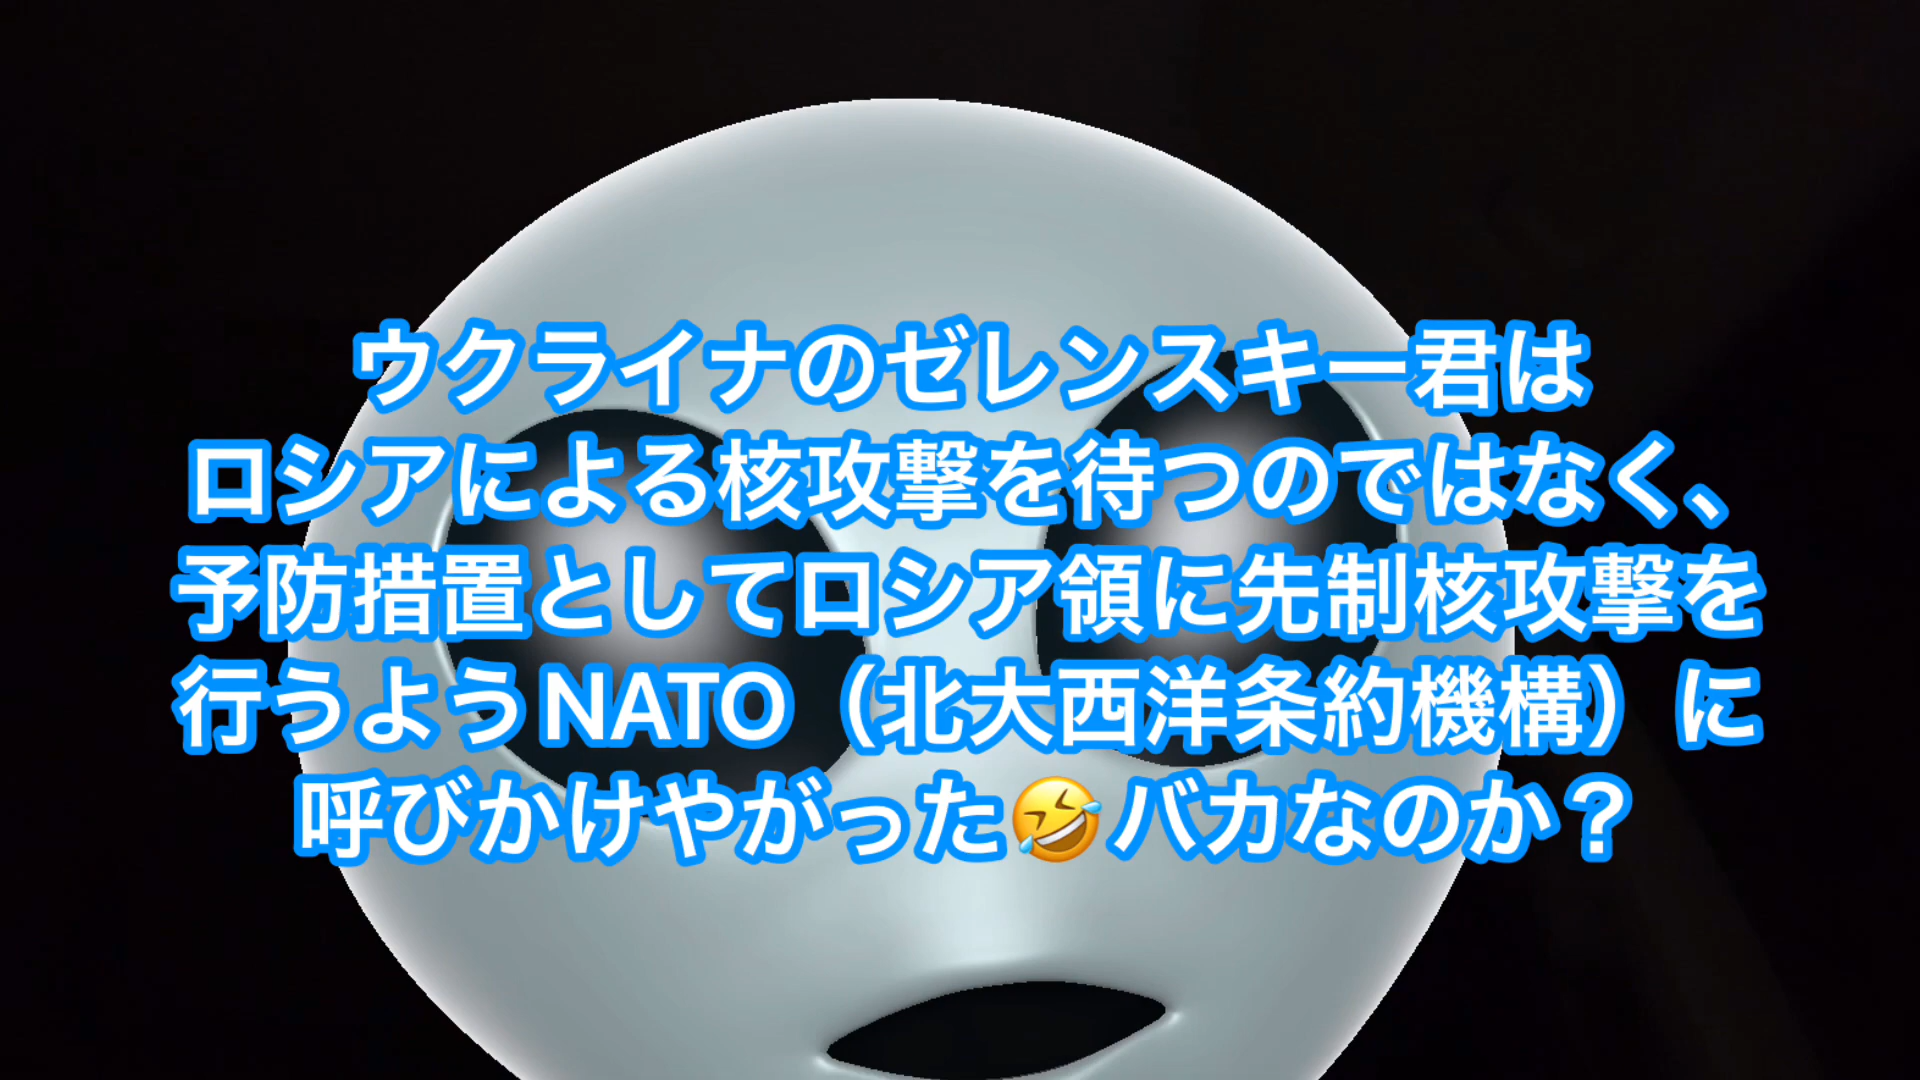 ウクライナのゼレンスキー君は
ロシアによる核攻撃を待つのではなく、
予防措置としてロシア領に先制核攻撃を
行うようNATO（北大西洋条約機構）に
呼びかけやがった🤣バカなのか？